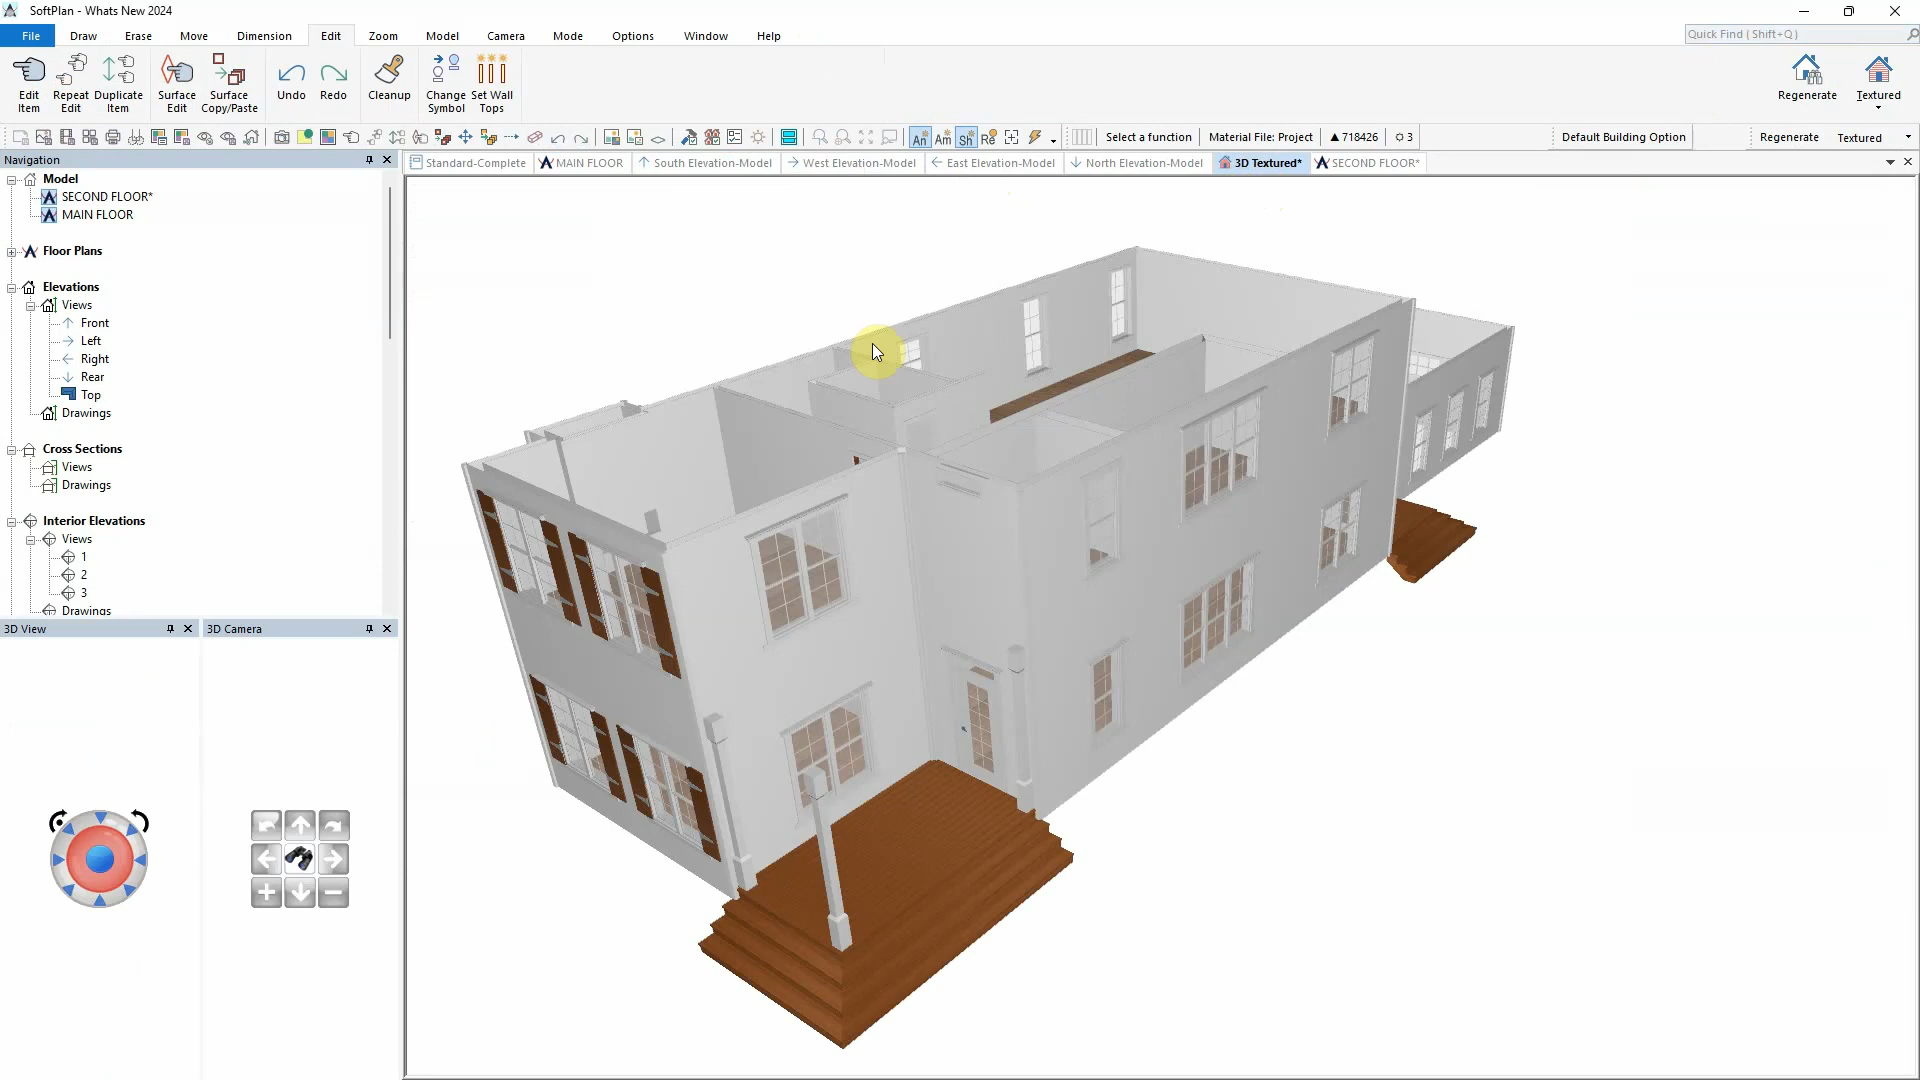 SoftPlan - Whats New 2024
File Draw Erase Move Dimension Edit Zoom Model Camera Mode Options Window Help
Quick Find ( Shift+Q )
Edit Item
Repeat Edit
Duplicate Item
Surface Edit
Surface Copy/Paste
Undo
Redo
Cleanup
Change Symbol
Set Wall Tops
Regenerate
Textured
An Am Sh Re Select a function Material File: Project ▲718426 3 Default Building Option Regenerate Textured
Navigation
Standard-Complete MAIN FLOOR South Elevation-Model West Elevation-Model East Elevation-Model North Elevation-Model 3D Textured* SECOND FLOOR*
Model
SECOND FLOOR*
MAIN FLOOR
Floor Plans
Elevations
Views
Front
Left
Right
Rear
Top
Drawings
Cross Sections
Views
Drawings
Interior Elevations
Views
1
2
3
Drawings
3D View
3D Camera